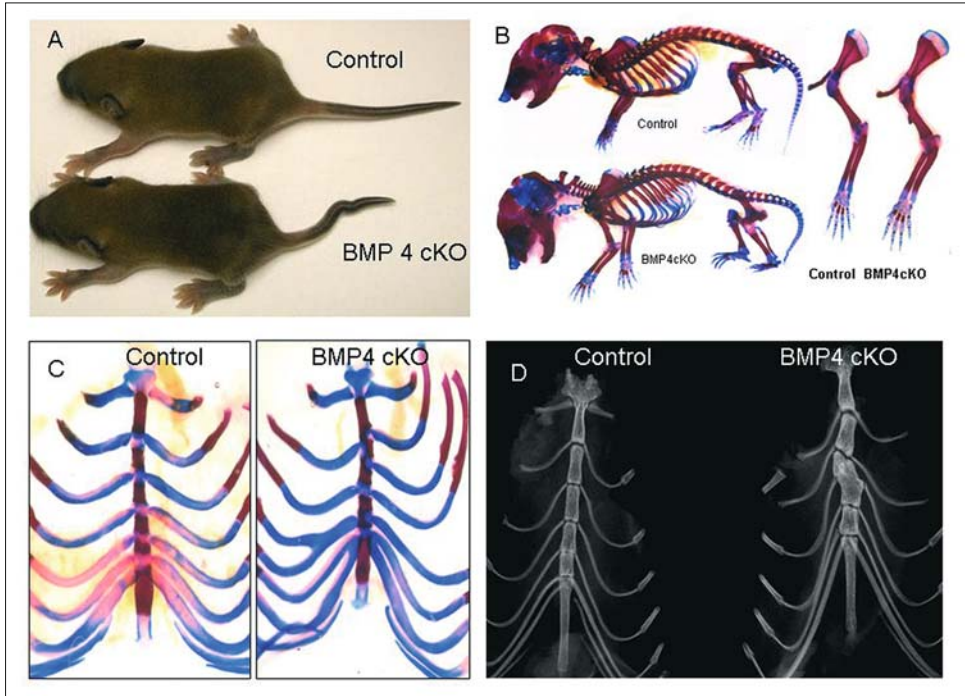 A
Control
BMP 4 cKO
B
Control
BMP4cKO
Control BMP4cKO
C
Control
BMP4 cKO
D
Control
BMP4 cKO